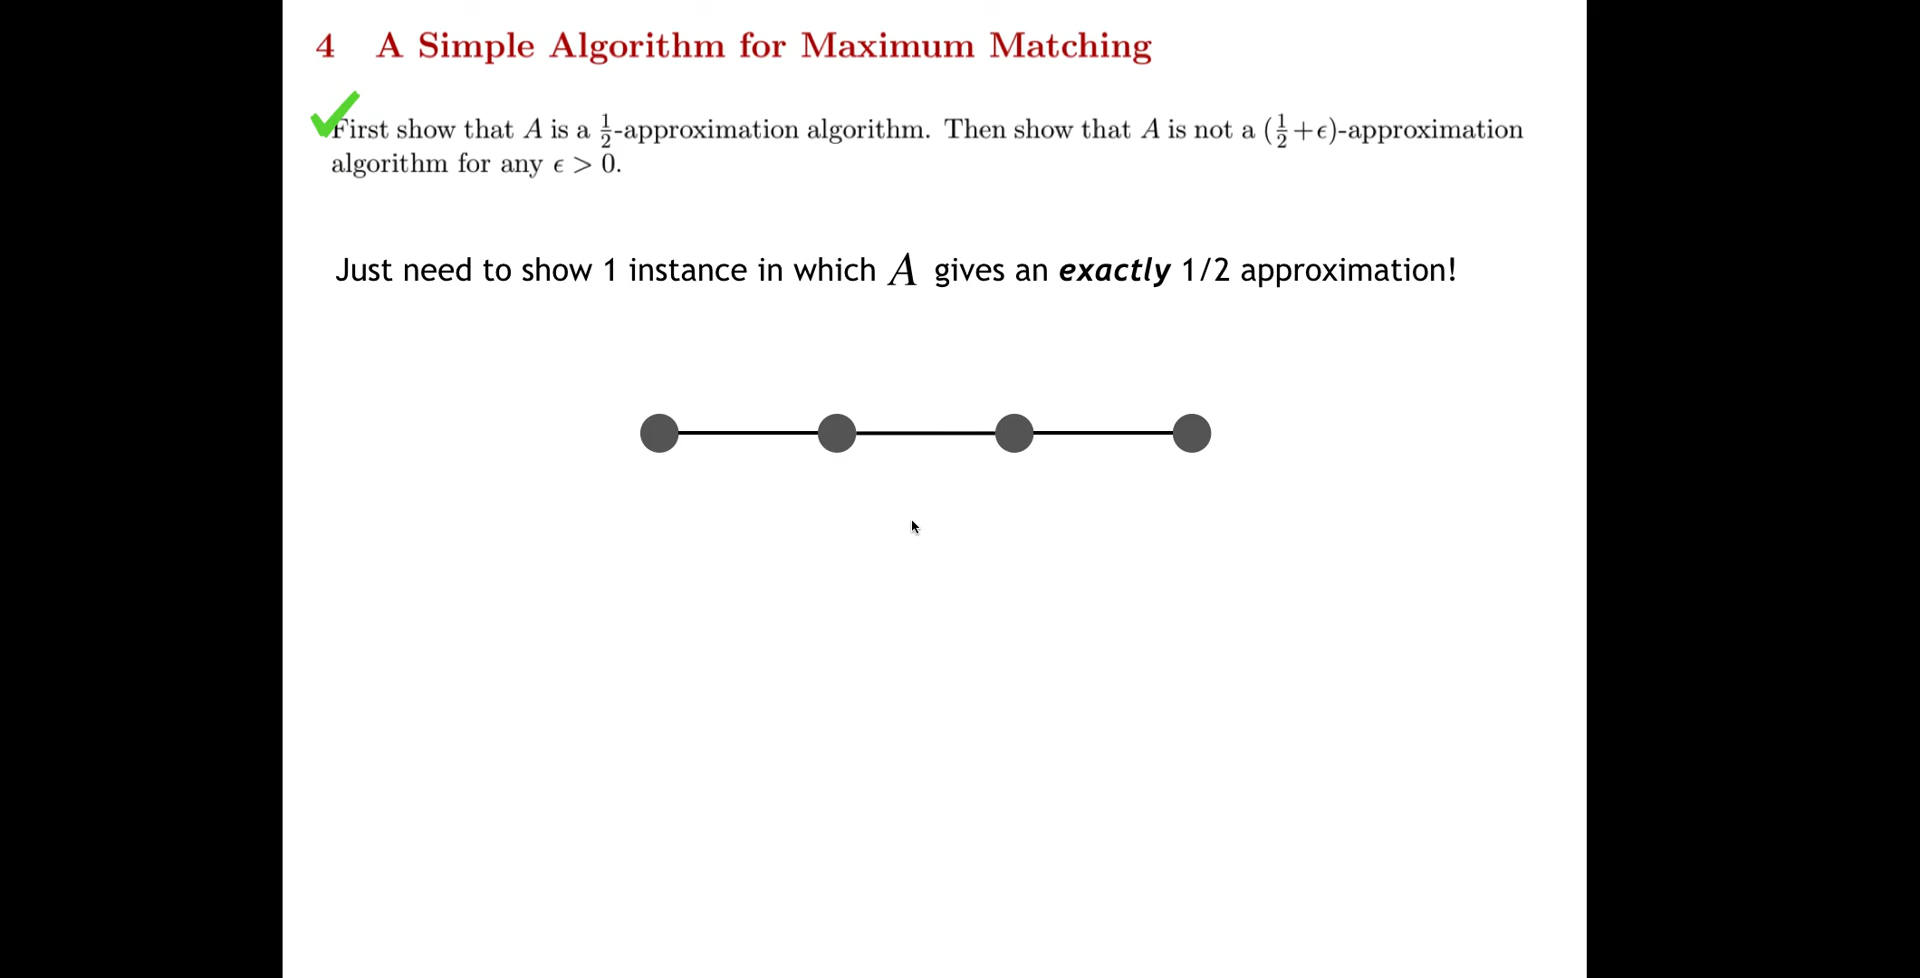 4 A Simple Algorithm for Maximum Matching
First show that A is a 1/2-approximation algorithm. Then show that A is not a (1/2+ϵ)-approximation
algorithm for any ϵ > 0.
Just need to show 1 instance in which A gives an exactly 1/2 approximation!